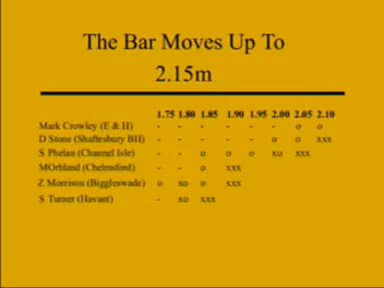 The Bar Moves Up To
2.15m
1.75 1.80 1.85 1.90 1.95 2.00 2.05 2.10
Mark Crowley (E & H) - - - - - - o o
D Stone (Shaftesbury BH) - - - - - o o xxx
S Phelan (Channel Isle) - - o o o xo xxx
MOrhland (Chelmsford) - - o xxx
Z Morrison (Biggleswade) o xo o xxx
S Turner (Havant) - xo xxx